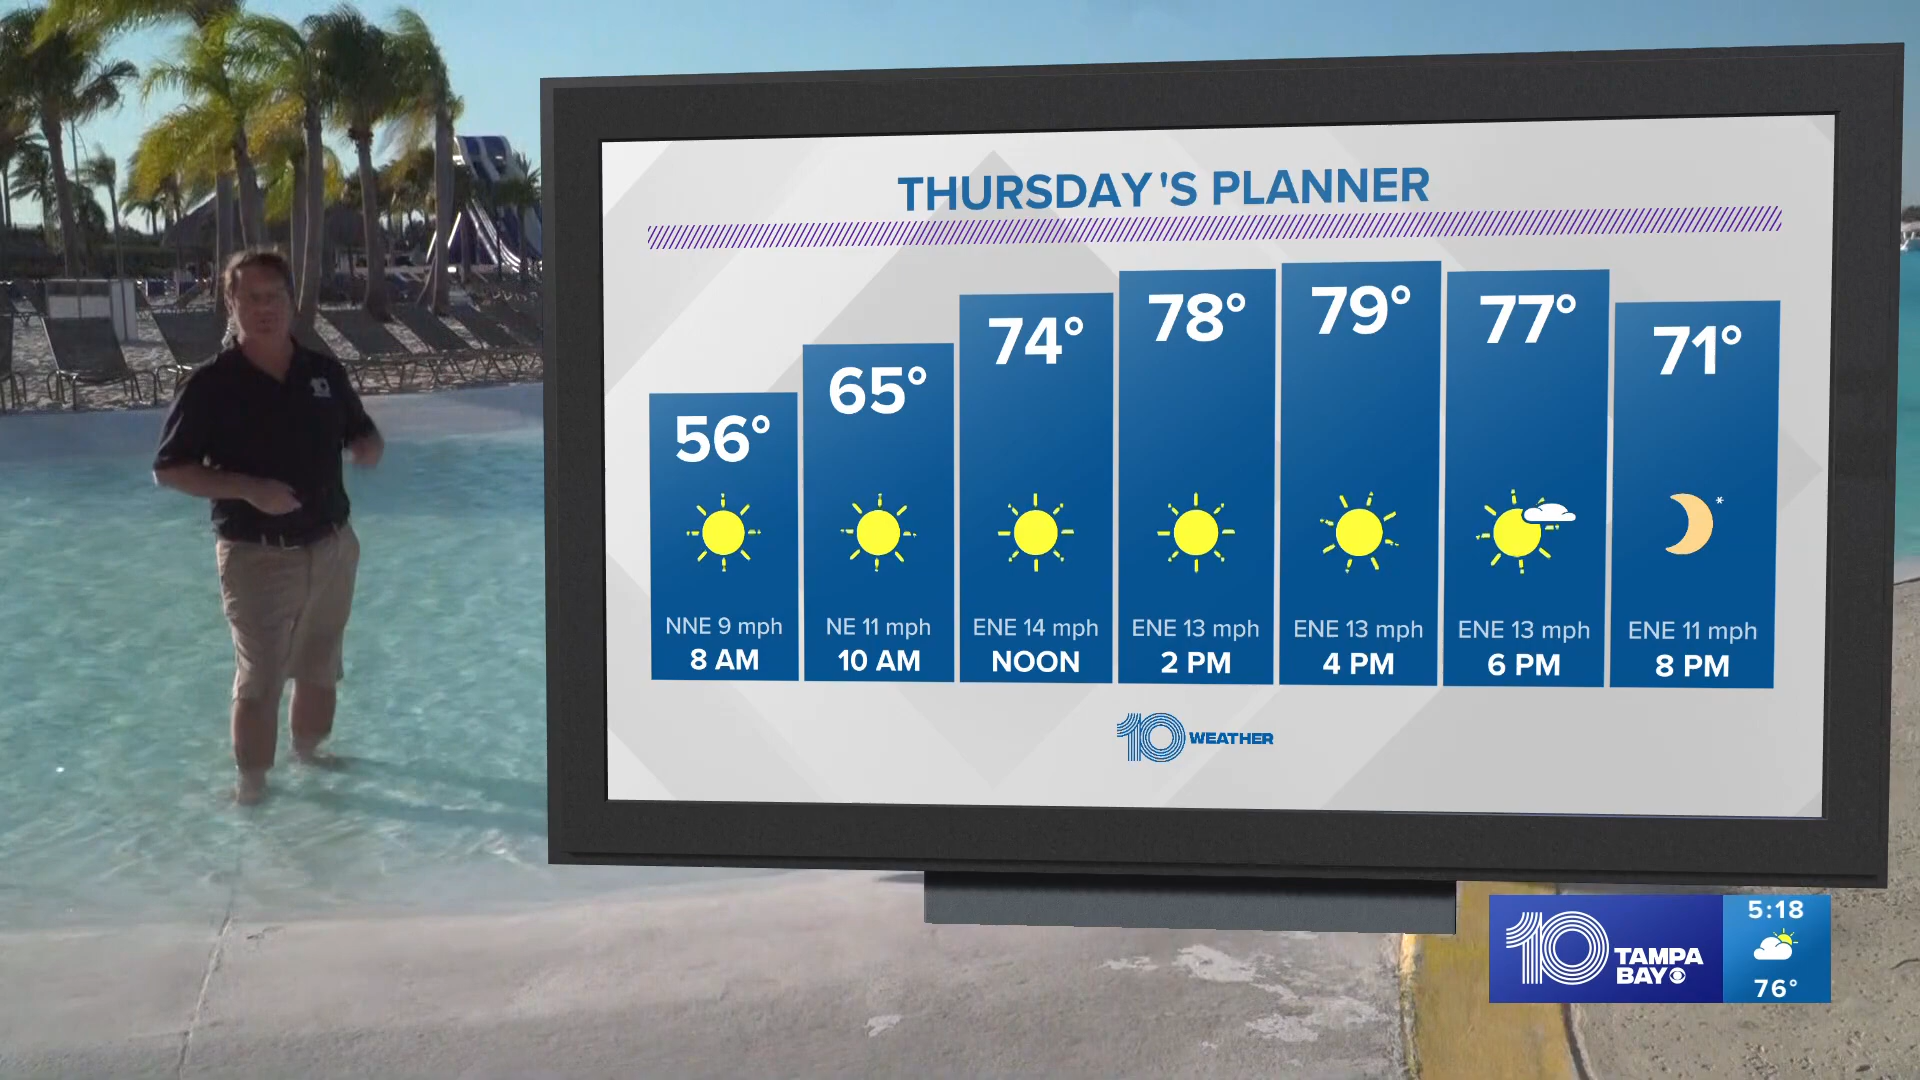 THURSDAY'S PLANNER
56° 65° 74° 78° 79° 77° 71°
NNE 9 mph NE 11 mph ENE 14 mph ENE 13 mph ENE 13 mph ENE 13 mph ENE 11 mph
8 AM 10 AM NOON 2 PM 4 PM 6 PM 8 PM
10 WEATHER
10 TAMPA BAY
5:18
76°